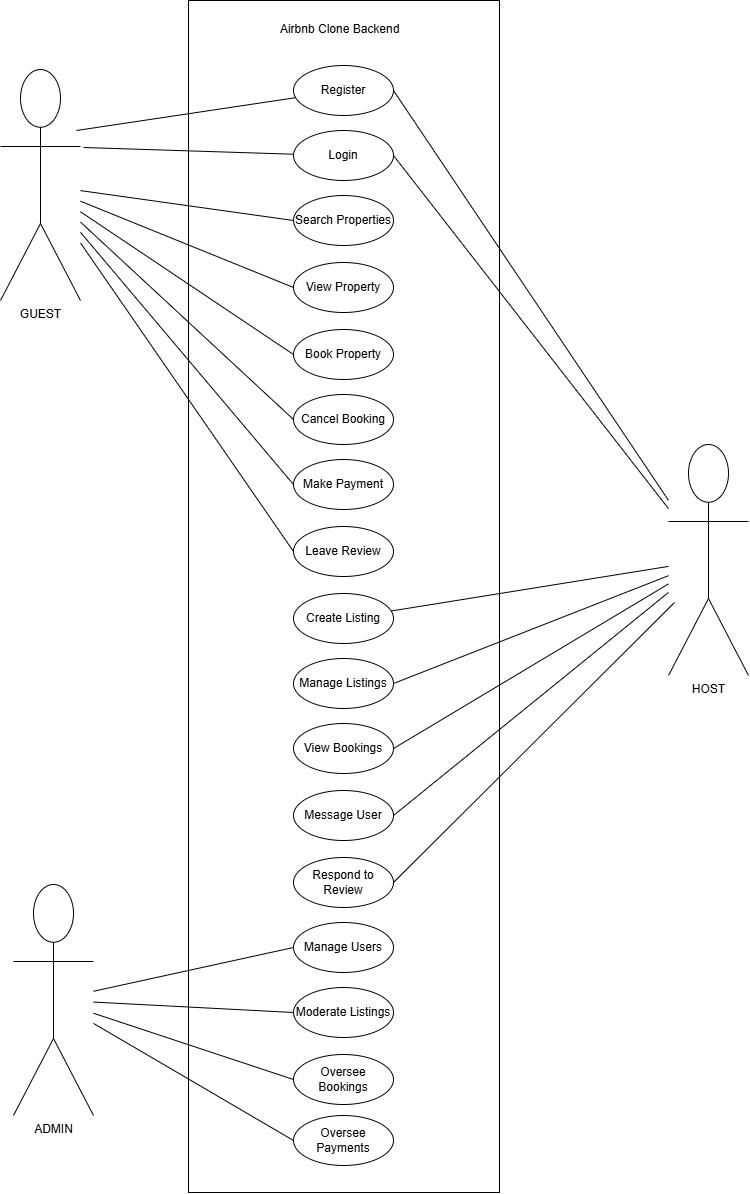 Airbnb Clone Backend
Register
Login
Search Properties
View Property
GUEST
Book Property
Cancel Booking
Make Payment
Leave Review
Create Listing
Manage Listings
HOST
View Bookings
Message User
Respond to
Review
Manage Users
Moderate Listings
Oversee
Bookings
ADMIN
Oversee
Payments